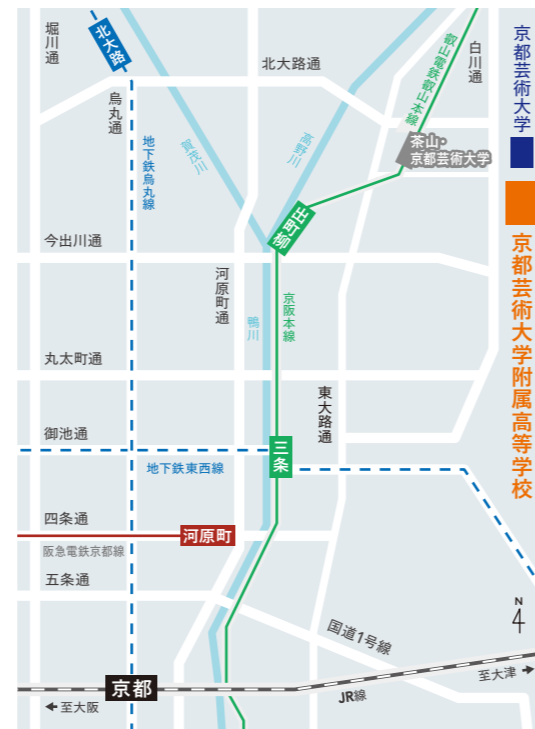 堀川通
北大路
烏丸通
北大路通
叡山電鉄叡山本線
白川通
京都芸術大学
地下鉄烏丸線
賀茂川
高野川
茶山・
京都芸術大学
出町柳
京都芸術大学附属高等学校
今出川通
河原町通
鴨川
京阪本線
丸太町通
東大路通
御池通
三条
地下鉄東西線
四条通
河原町
阪急電鉄京都線
五条通
N
国道1号線
京都
至大津
JR線
至大阪